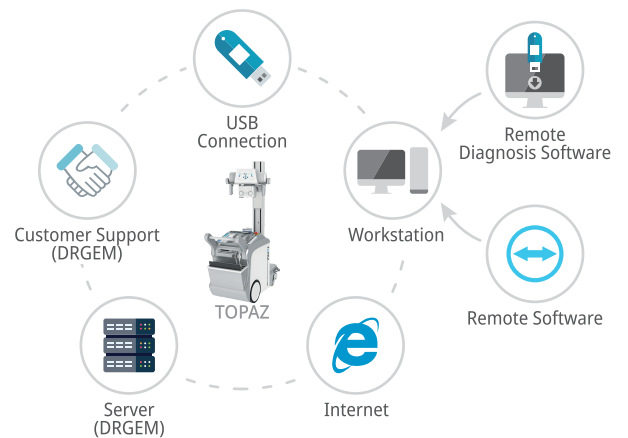 USB
Connection
Remote
Diagnosis Software
Customer Support
(DRGEM)
Workstation
TOPAZ
Remote Software
Server
(DRGEM)
Internet